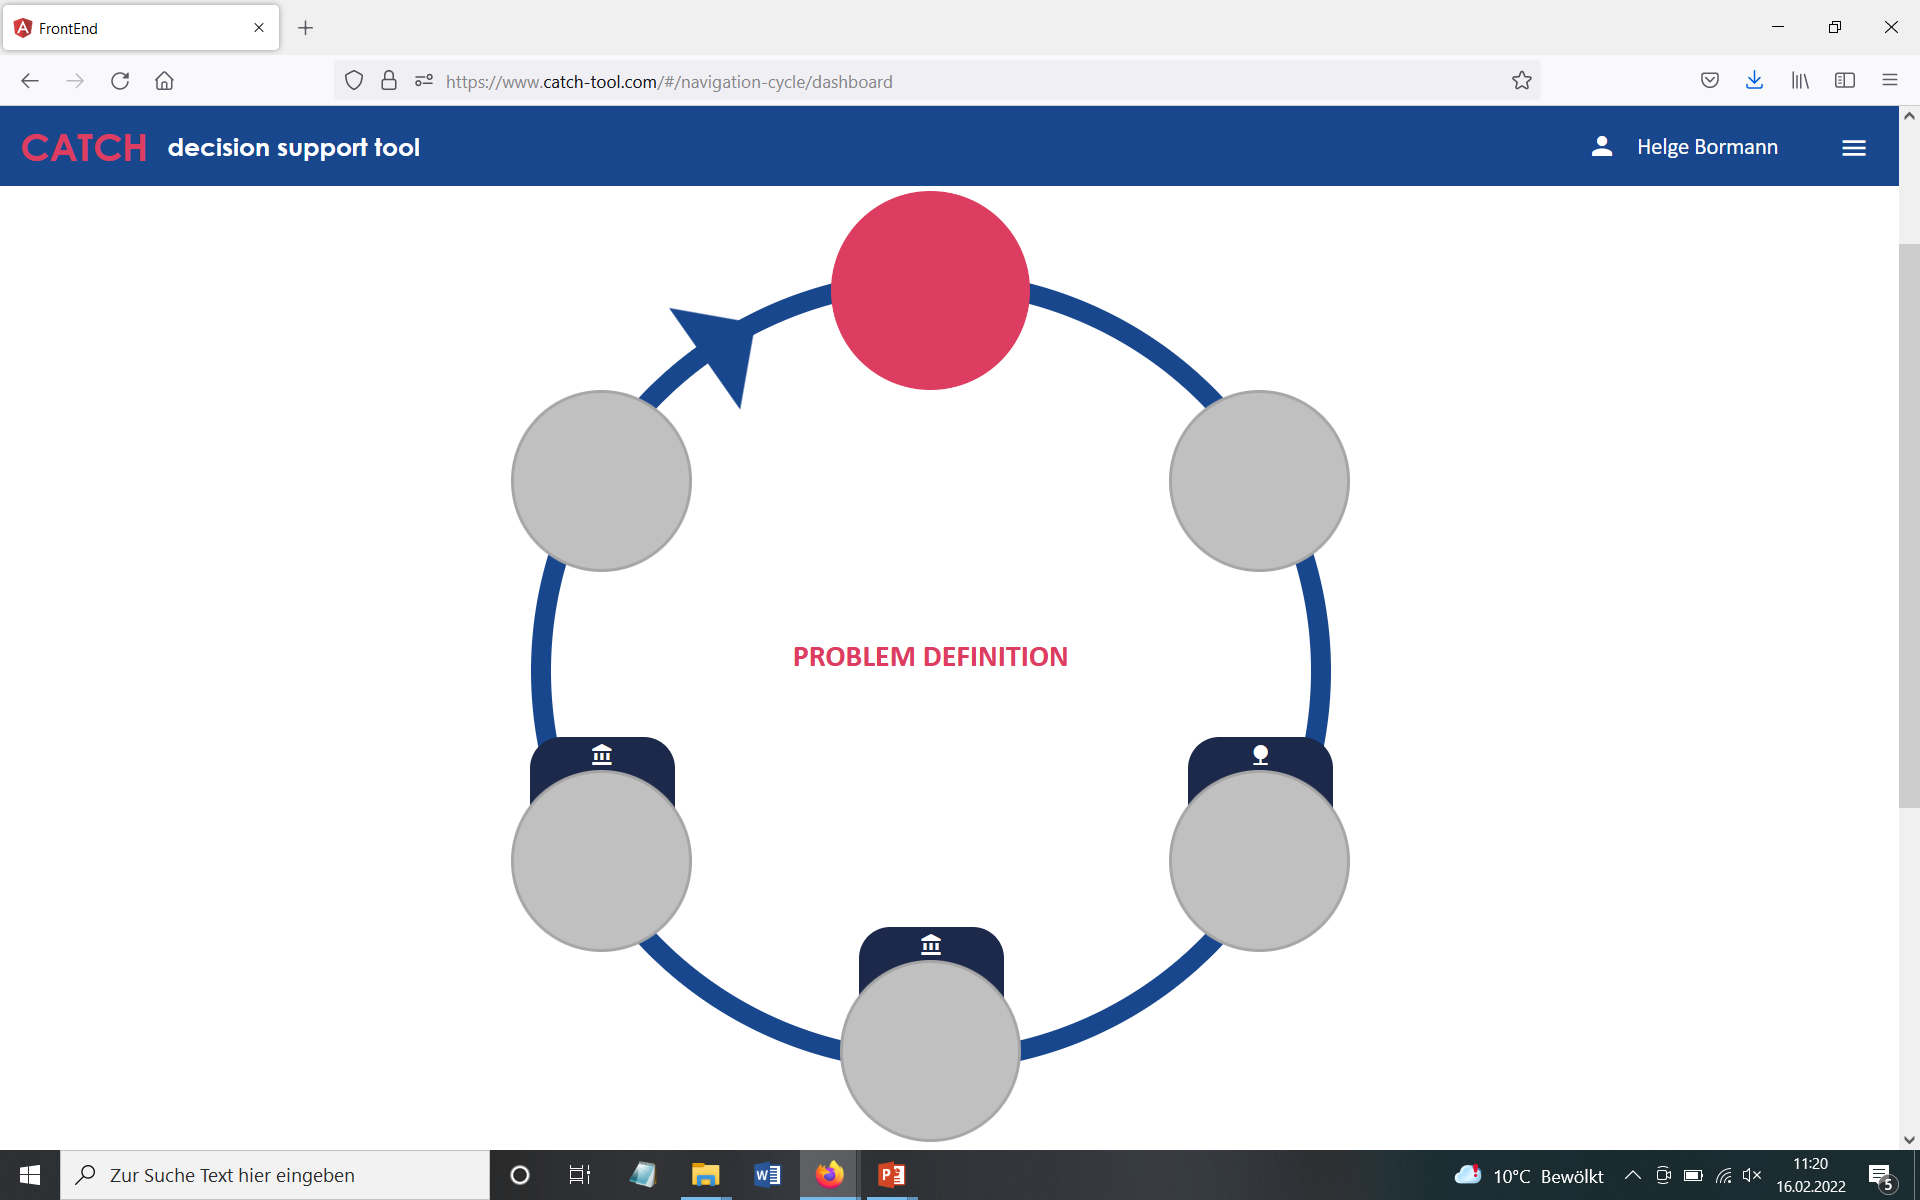 FrontEnd
https://www.catch-tool.com/#/navigation-cycle/dashboard
CATCH decision support tool
Helge Bormann
PROBLEM DEFINITION
Zur Suche Text hier eingeben
10°C Bewölkt
11:20
16.02.2022
5